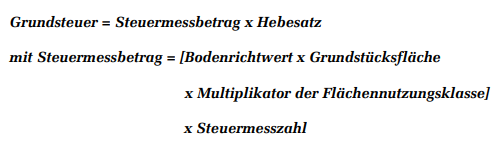 Grundsteuer = Steuermessbetrag x Hebesatz
mit Steuermessbetrag = [Bodenrichtwert x Grundstücksfläche
x Multiplikator der Flächennutzungsklasse]
x Steuermesszahl